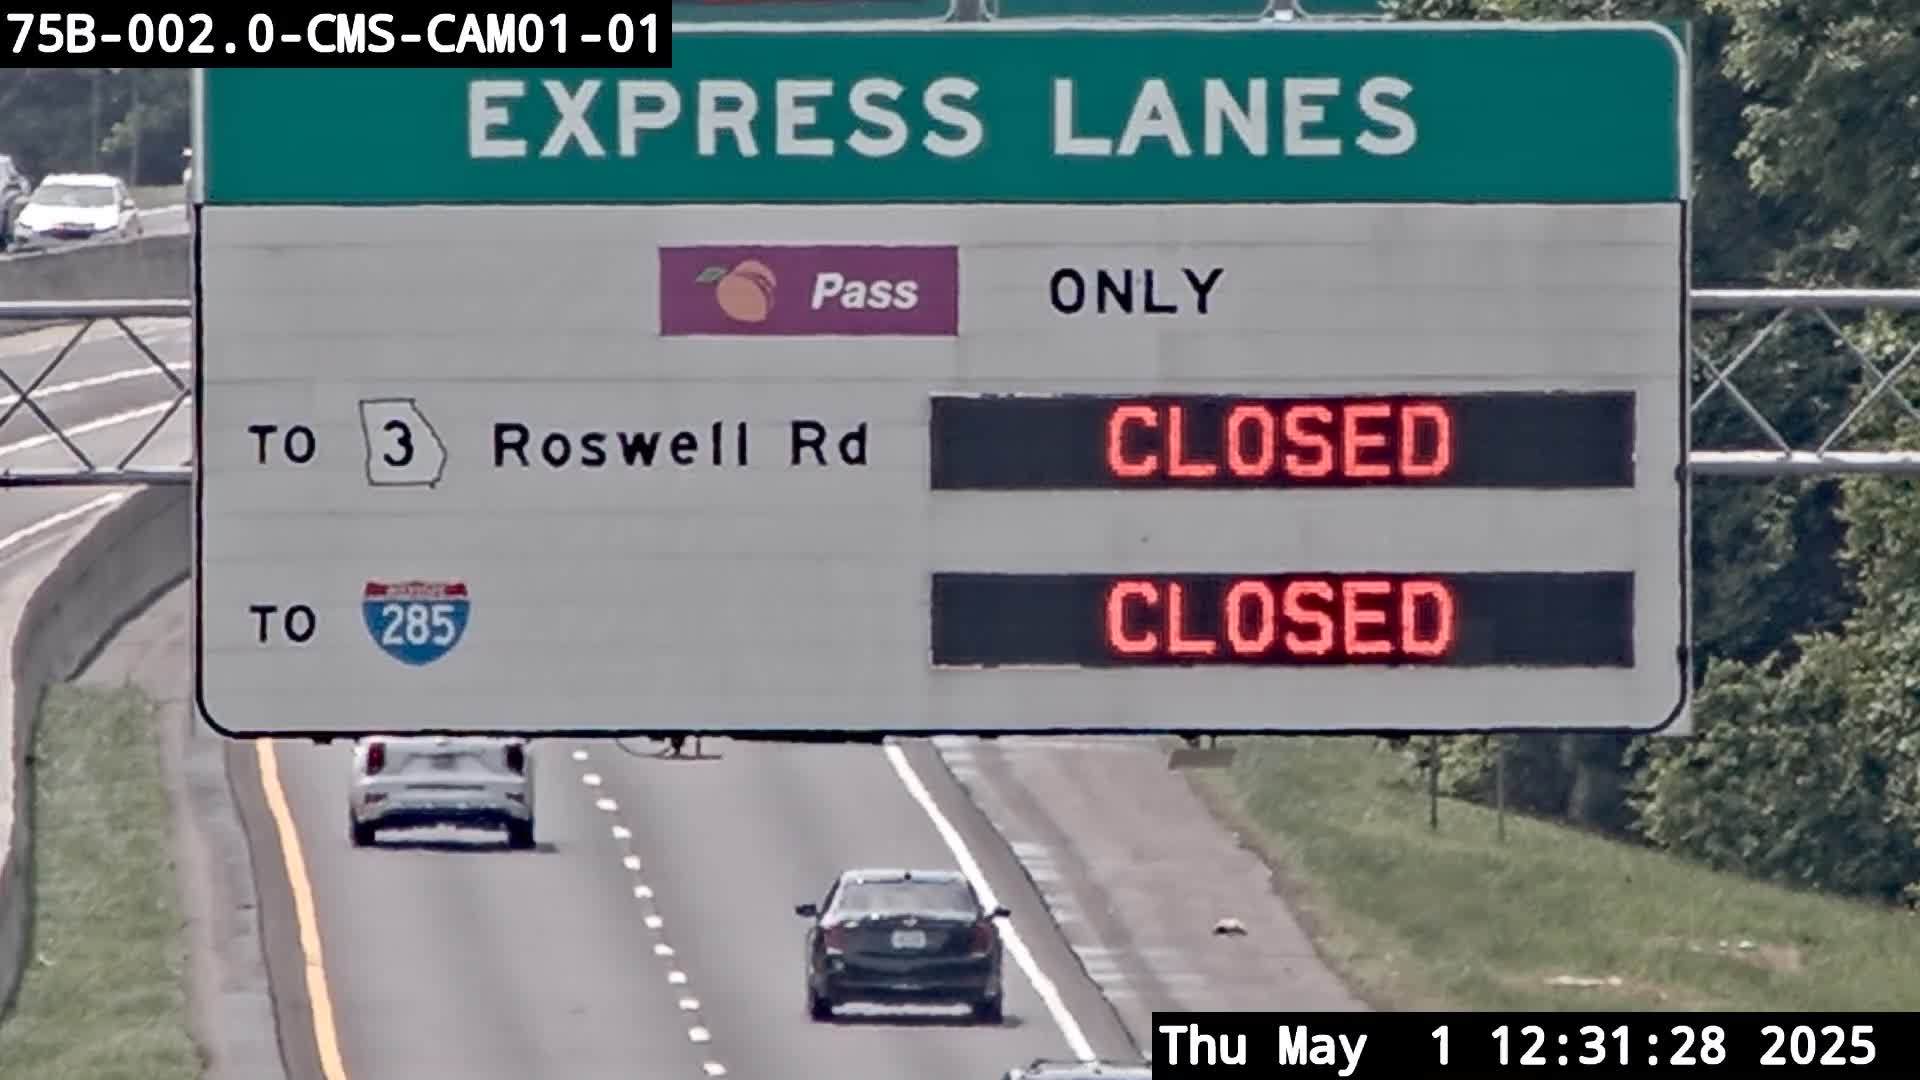 75B-002.0-CMS-CAM01-01
EXPRESS LANES
Pass ONLY
TO 3 Roswell Rd CLOSED
TO 285 CLOSED
Thu May 1 12:31:28 2025